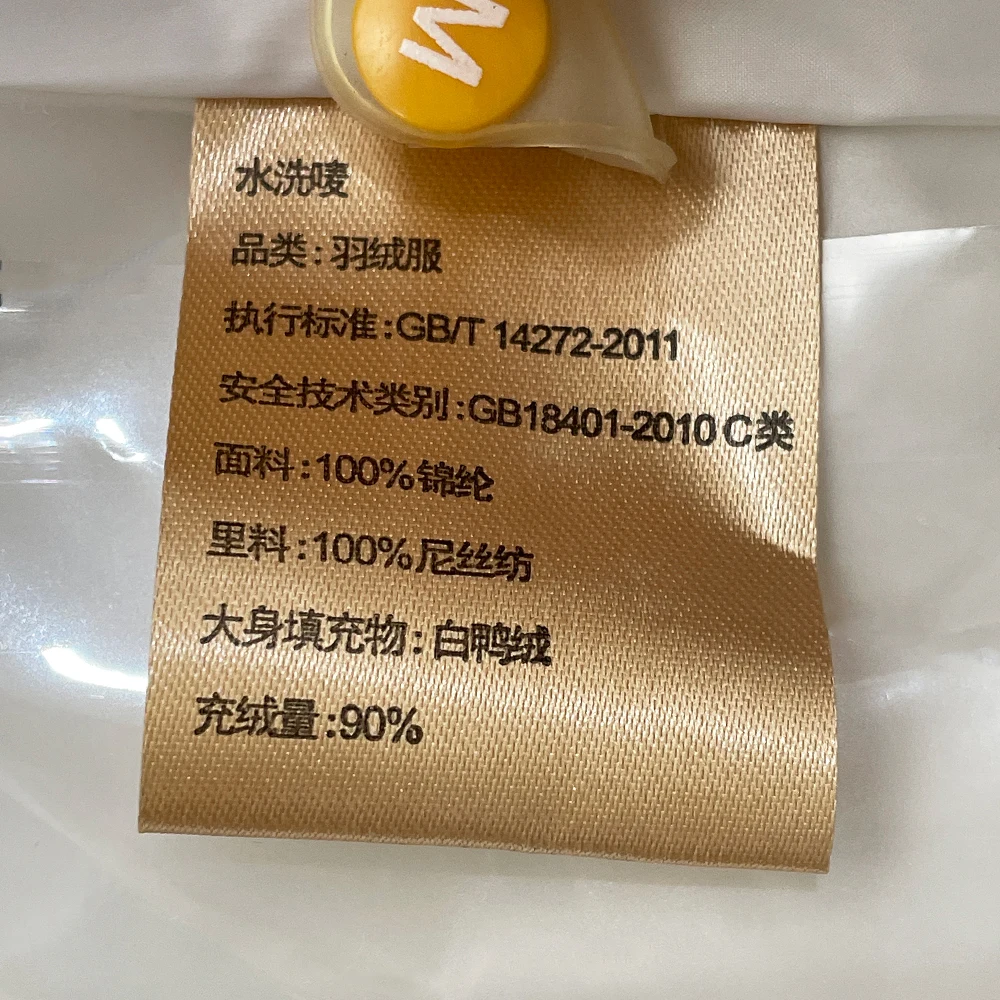 M
水洗唛
品类:羽绒服
执行标准:GB/T 14272-2011
安全技术类别:GB18401-2010 C类
面料:100%锦纶
里料:100%尼丝纺
大身填充物:白鸭绒
充绒量:90%